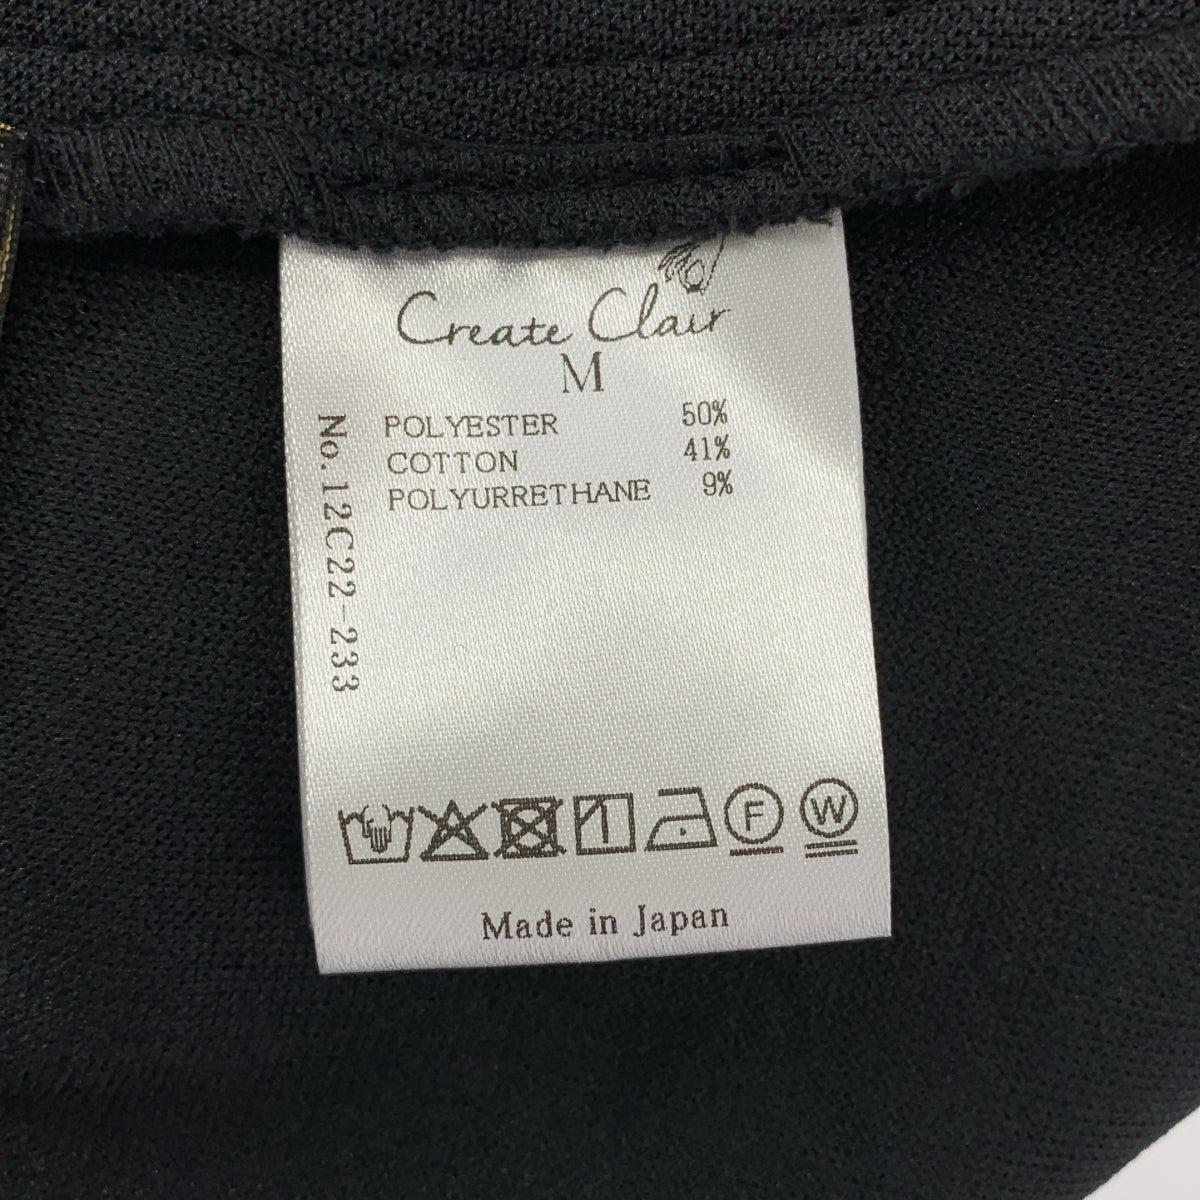 Create Clair
M
POLYESTER 50%
COTTON 41%
POLYURRETHANE 9%
No.12C22-233
F
W
Made in Japan